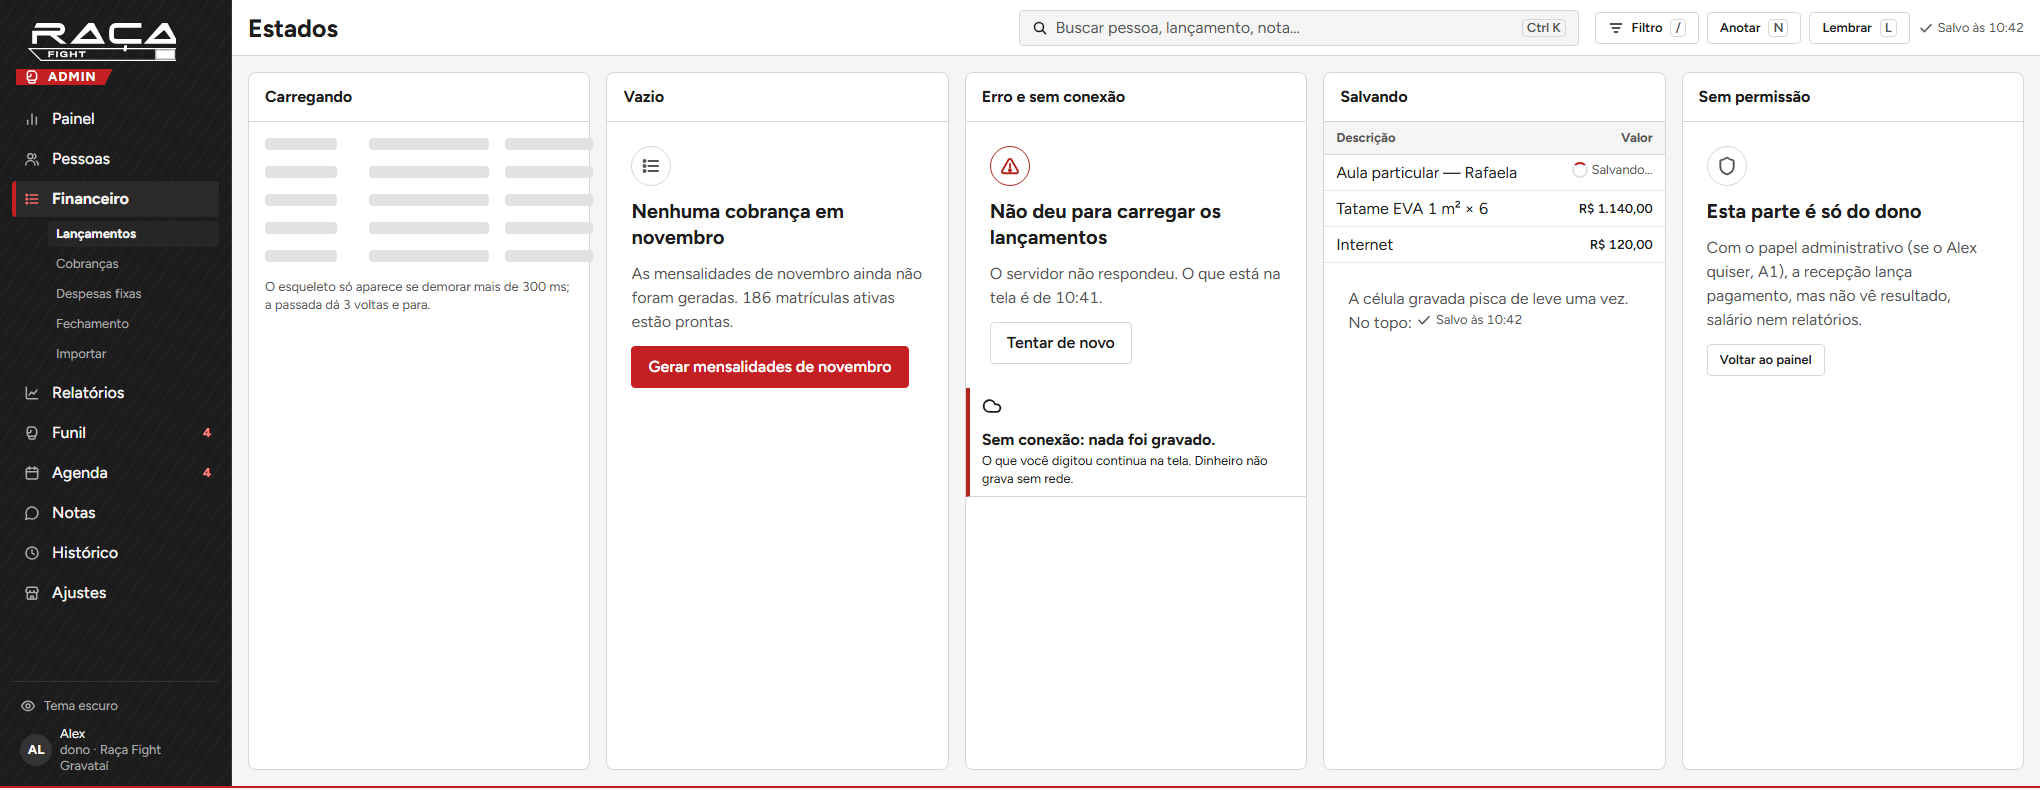 RAÇA
FIGHT
ADMIN
Painel
Pessoas
Financeiro
Lançamentos
Cobranças
Despesas fixas
Fechamento
Importar
Relatórios
Funil 4
Agenda 4
Notas
Histórico
Ajustes
Tema escuro
AL
Alex
dono · Raça Fight
Gravataí
Estados
Buscar pessoa, lançamento, nota... Ctrl K
Filtro /
Anotar N
Lembrar L
Salvo às 10:42
Carregando
O esqueleto só aparece se demorar mais de 300 ms;
a passada dá 3 voltas e para.
Vazio
Nenhuma cobrança em
novembro
As mensalidades de novembro ainda não
foram geradas. 186 matrículas ativas
estão prontas.
Gerar mensalidades de novembro
Erro e sem conexão
Não deu para carregar os
lançamentos
O servidor não respondeu. O que está na
tela é de 10:41.
Tentar de novo
Sem conexão: nada foi gravado.
O que você digitou continua na tela. Dinheiro não
grava sem rede.
Salvando
Descrição Valor
Aula particular — Rafaela Salvando...
Tatame EVA 1 m² × 6 R$ 1.140,00
Internet R$ 120,00
A célula gravada pisca de leve uma vez.
No topo: Salvo às 10:42
Sem permissão
Esta parte é só do dono
Com o papel administrativo (se o Alex
quiser, A1), a recepção lança
pagamento, mas não vê resultado,
salário nem relatórios.
Voltar ao painel